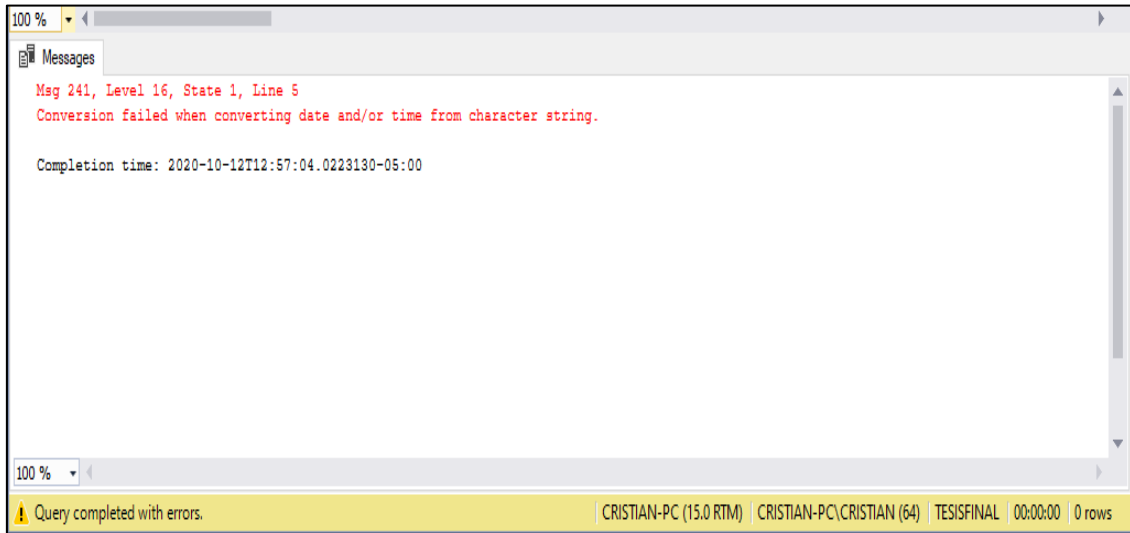 100 %
Messages
Msg 241, Level 16, State 1, Line 5
Conversion failed when converting date and/or time from character string.
Completion time: 2020-10-12T12:57:04.0223130-05:00
100 %
Query completed with errors. CRISTIAN-PC (15.0 RTM) CRISTIAN-PC\CRISTIAN (64) TESISFINAL 00:00:00 0 rows